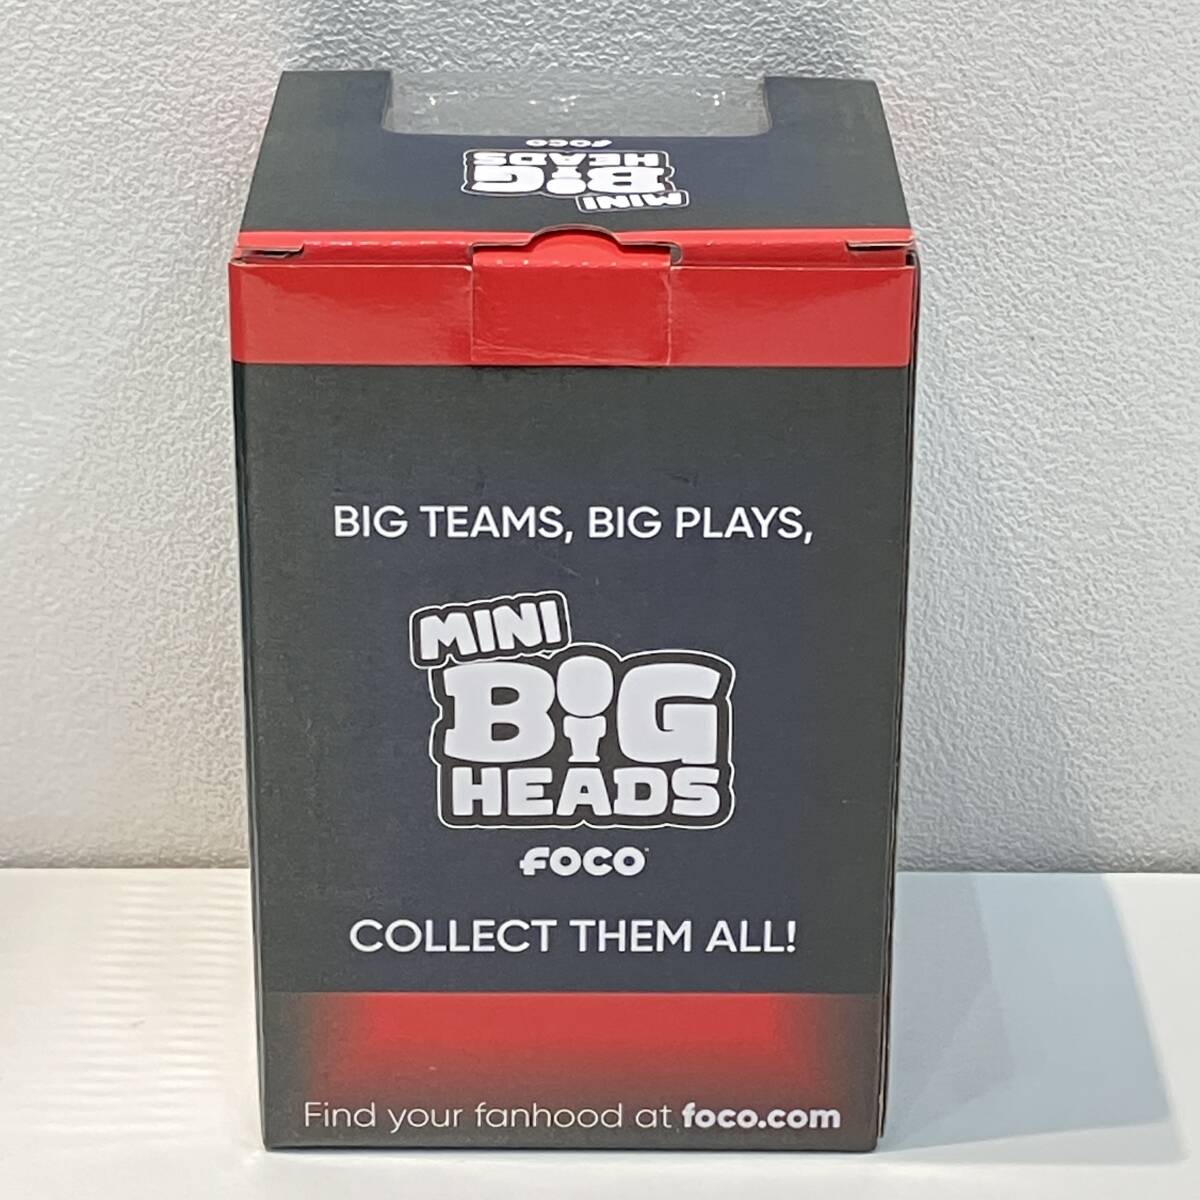 FOCO
MINI
BIG
HEADS
BIG TEAMS, BIG PLAYS,
MINI
BIG
HEADS
FOCO™
COLLECT THEM ALL!
Find your fanhood at foco.com